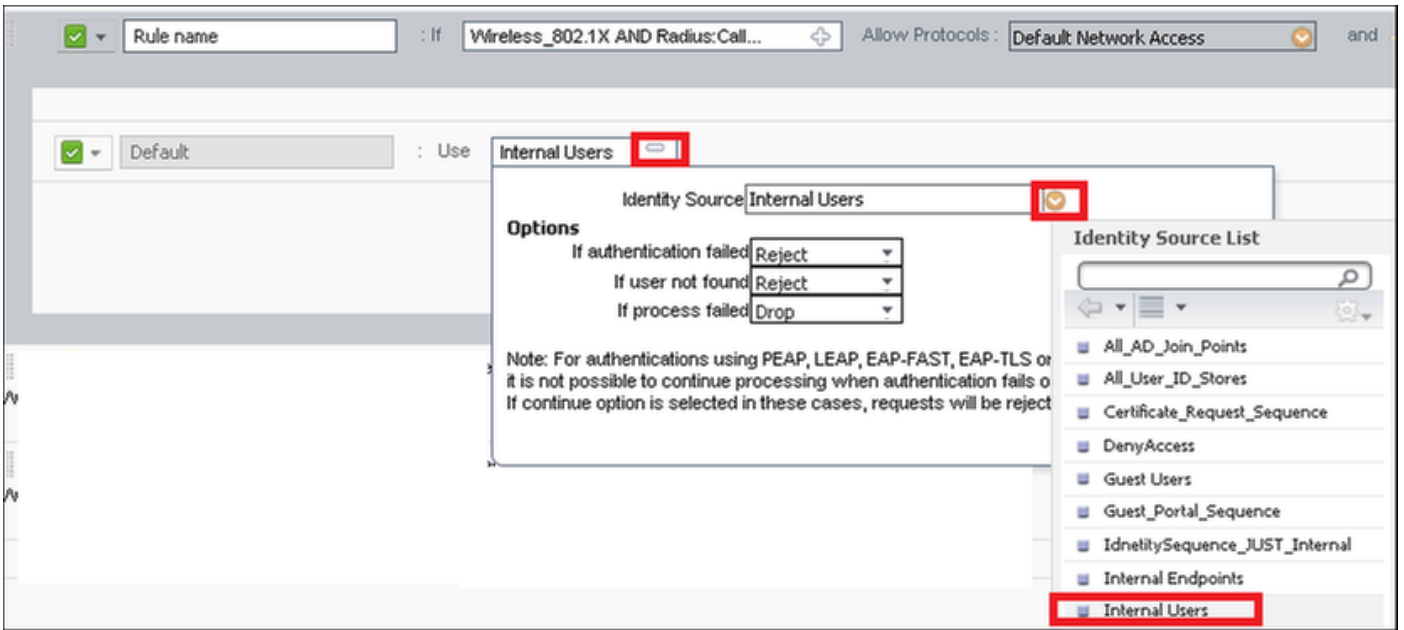 Rule name : If Wireless_802.1X AND Radius:Call... Allow Protocols : Default Network Access and
Default : Use Internal Users
Identity Source Internal Users
Options
If authentication failed Reject
If user not found Reject
If process failed Drop
Note: For authentications using PEAP, LEAP, EAP-FAST, EAP-TLS or
it is not possible to continue processing when authentication fails o
If continue option is selected in these cases, requests will be reject
Identity Source List
All_AD_Join_Points
All_User_ID_Stores
Certificate_Request_Sequence
DenyAccess
Guest Users
Guest_Portal_Sequence
IdnetitySequence_JUST_Internal
Internal Endpoints
Internal Users